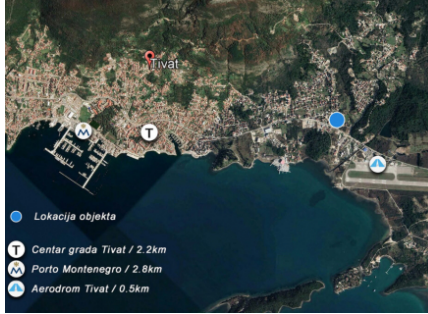 Tivat
M
T
Lokacija objekta
T Centar grada Tivat / 2.2km
M Porto Montenegro / 2.8km
Aerodrom Tivat / 0.5km